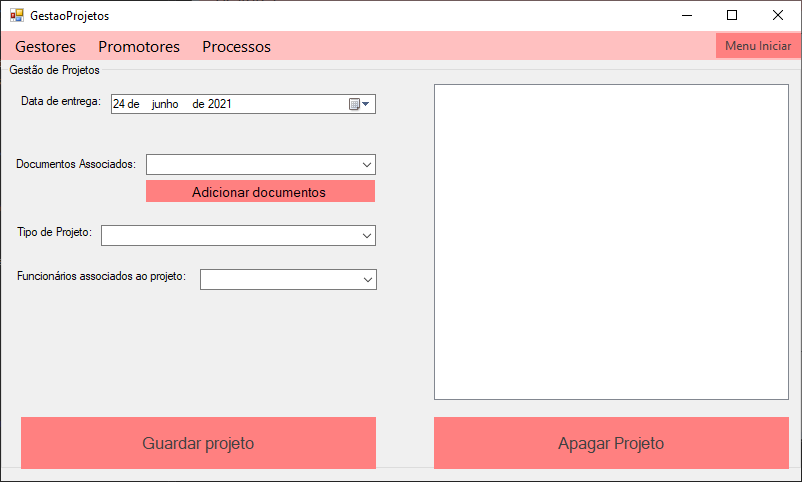 GestaoProjetos
Gestores Promotores Processos Menu Iniciar
Gestão de Projetos
Data de entrega: 24 de junho de 2021
Documentos Associados:
Adicionar documentos
Tipo de Projeto:
Funcionários associados ao projeto:
Guardar projeto Apagar Projeto